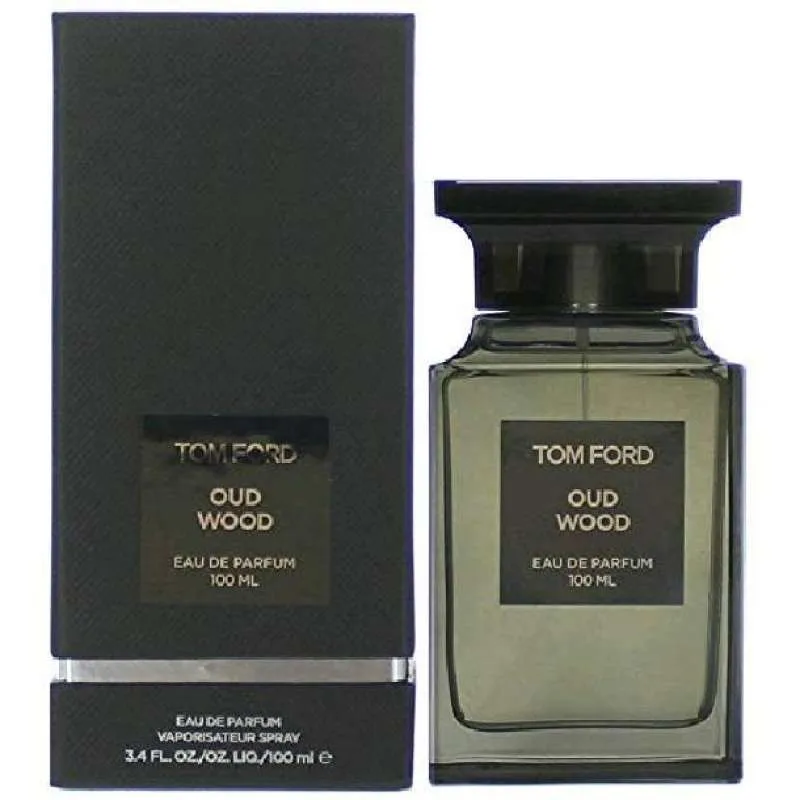 TOM FORD
OUD
WOOD
EAU DE PARFUM
100 ML
EAU DE PARFUM
VAPORISATEUR SPRAY
3.4 FL. OZ./OZ. LIQ./100 ml ℮
TOM FORD
OUD
WOOD
EAU DE PARFUM
100 ML